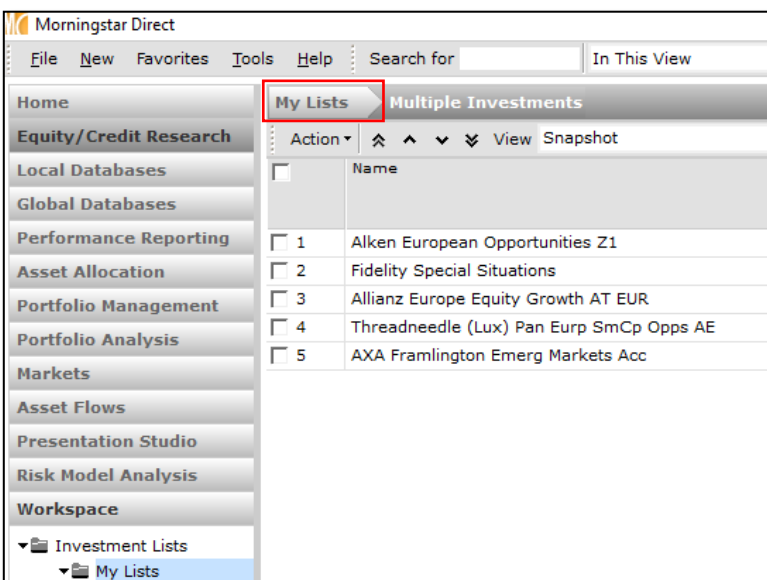 Morningstar Direct
File New Favorites Tools Help Search for In This View
Home
Equity/Credit Research
Local Databases
Global Databases
Performance Reporting
Asset Allocation
Portfolio Management
Portfolio Analysis
Markets
Asset Flows
Presentation Studio
Risk Model Analysis
Workspace
Investment Lists
My Lists
My Lists Multiple Investments
Action View Snapshot
Name
1 Alken European Opportunities Z1
2 Fidelity Special Situations
3 Allianz Europe Equity Growth AT EUR
4 Threadneedle (Lux) Pan Eurp SmCp Opps AE
5 AXA Framlington Emerg Markets Acc